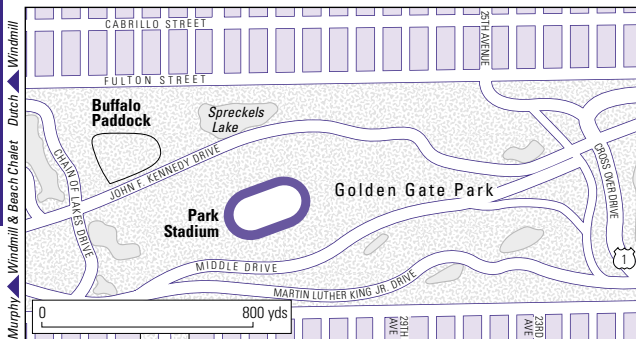 CABRILLO STREET
25TH AVENUE
FULTON STREET
Murphy Windmill & Beach Chalet Dutch Windmill
Buffalo
Paddock
Spreckels
Lake
CHAIN OF LAKES DRIVE
JOHN F. KENNEDY DRIVE
CROSS OVER DRIVE
Golden Gate Park
Park
Stadium
1
MIDDLE DRIVE
MARTIN LUTHER KING JR. DRIVE
0 800 yds
29TH
AVE
23RD
AVE